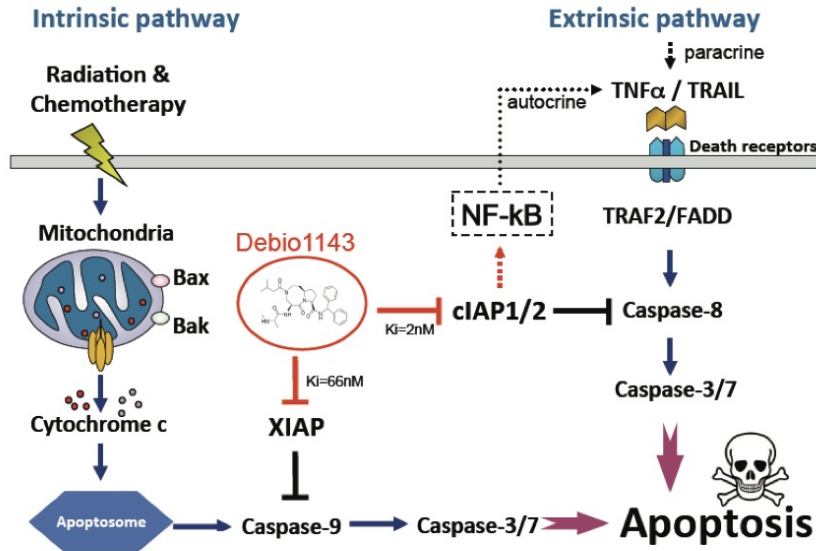 Intrinsic pathway
Extrinsic pathway
Radiation &
Chemotherapy
paracrine
autocrine
TNFα / TRAIL
Death receptors
Mitochondria
NF-kB
TRAF2/FADD
Debio1143
Bax
Bak
Ki=2nM
cIAP1/2
Caspase-8
Ki=66nM
Caspase-3/7
Cytochrome c
XIAP
Apoptosome
Caspase-9
Caspase-3/7
Apoptosis